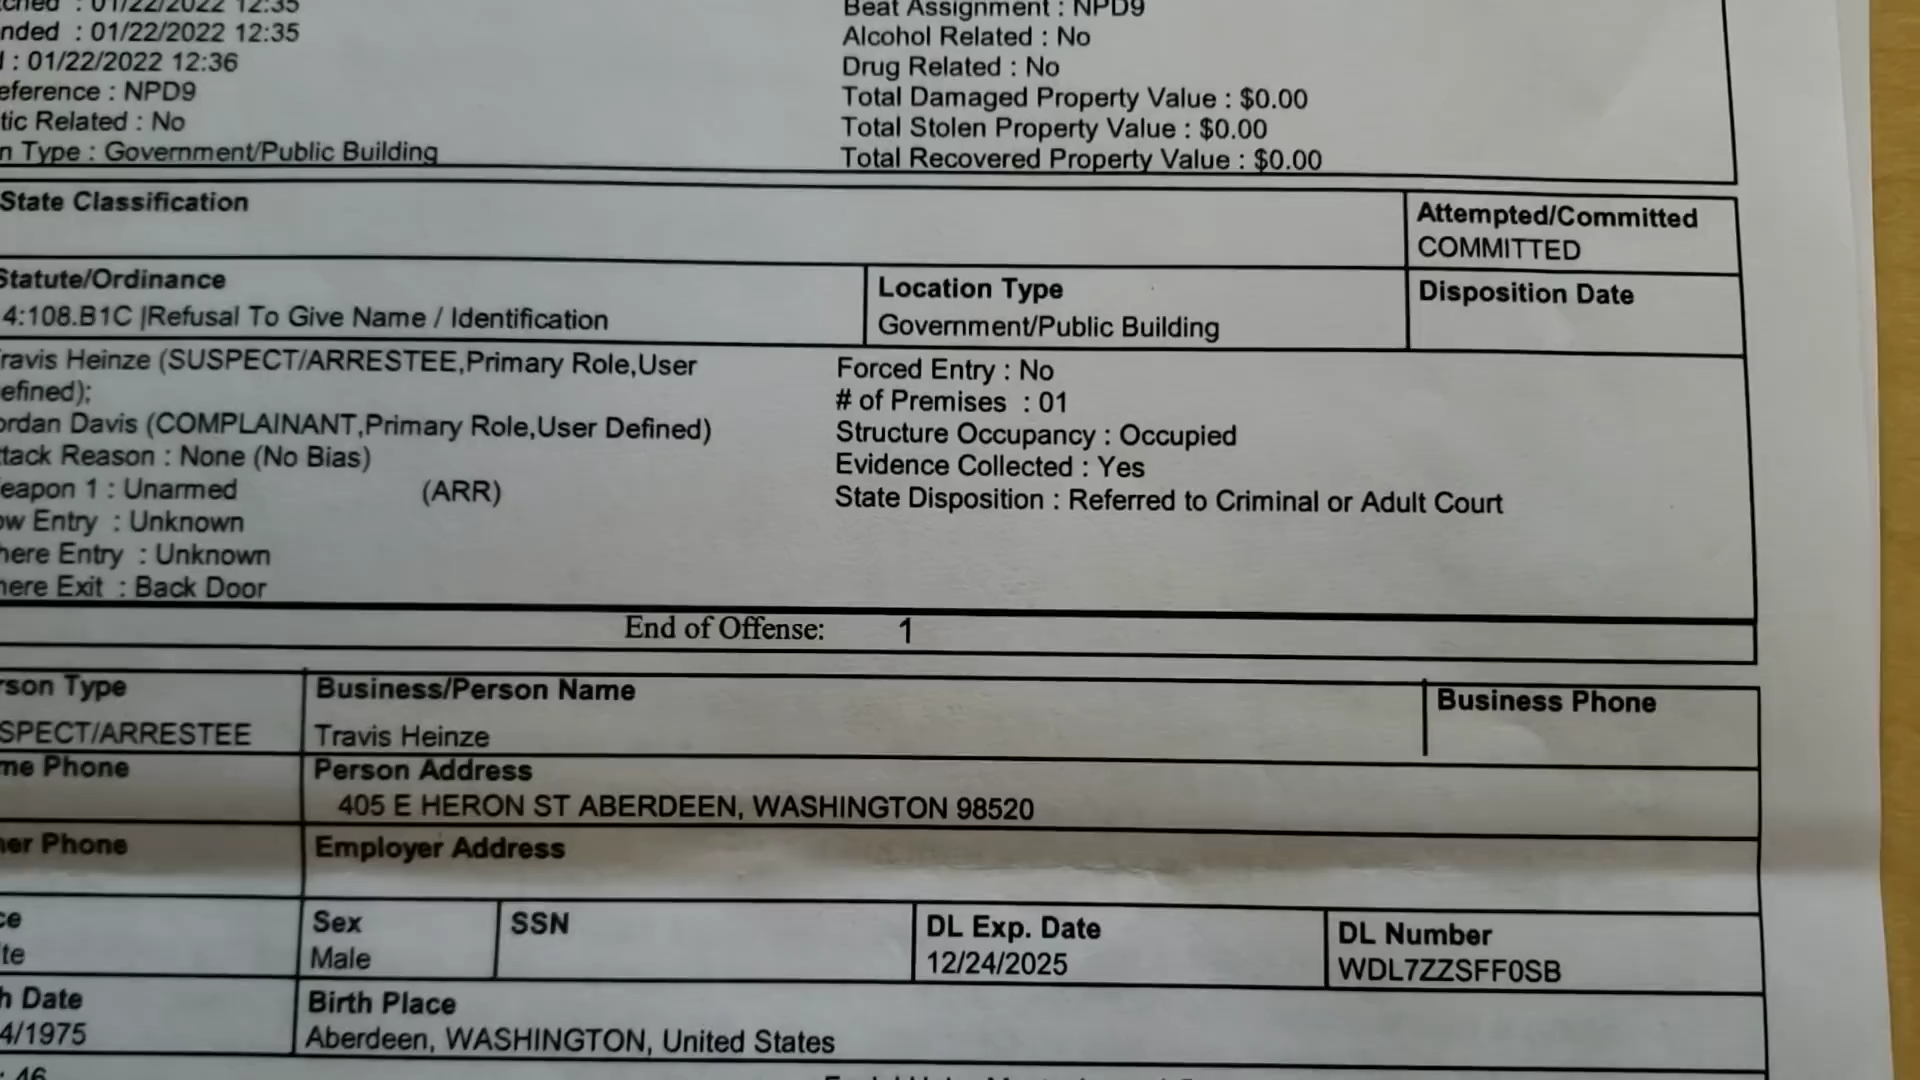 : 01/22/2022 12:35
Beat Assignment : NPD9
nded : 01/22/2022 12:35
Alcohol Related : No
: 01/22/2022 12:36
Drug Related : No
eference : NPD9
Total Damaged Property Value : $0.00
tic Related : No
Total Stolen Property Value : $0.00
n Type : Government/Public Building
Total Recovered Property Value : $0.00
State Classification
Attempted/Committed
COMMITTED
Statute/Ordinance
4:108.B1C |Refusal To Give Name / Identification
Location Type
Government/Public Building
Disposition Date
ravis Heinze (SUSPECT/ARRESTEE,Primary Role,User
efined);
ordan Davis (COMPLAINANT,Primary Role,User Defined)
ttack Reason : None (No Bias)
eapon 1 : Unarmed (ARR)
ow Entry : Unknown
here Entry : Unknown
here Exit : Back Door
Forced Entry : No
# of Premises : 01
Structure Occupancy : Occupied
Evidence Collected : Yes
State Disposition : Referred to Criminal or Adult Court
End of Offense: 1
rson Type
SPECT/ARRESTEE
Business/Person Name
Travis Heinze
Business Phone
me Phone
Person Address
405 E HERON ST ABERDEEN, WASHINGTON 98520
her Phone
Employer Address
ce
te
Sex
Male
SSN
DL Exp. Date
12/24/2025
DL Number
WDL7ZZSFF0SB
h Date
4/1975
Birth Place
Aberdeen, WASHINGTON, United States
: 46